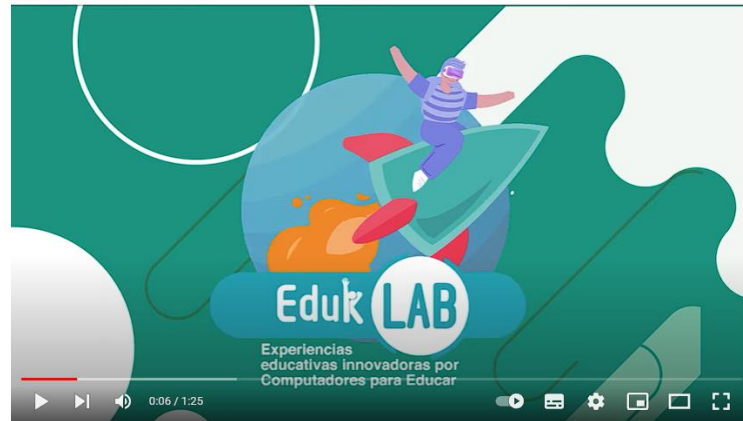 Eduk LAB
Experiencias
educativas innovadoras por
Computadores para Educar
0:06 / 1:25